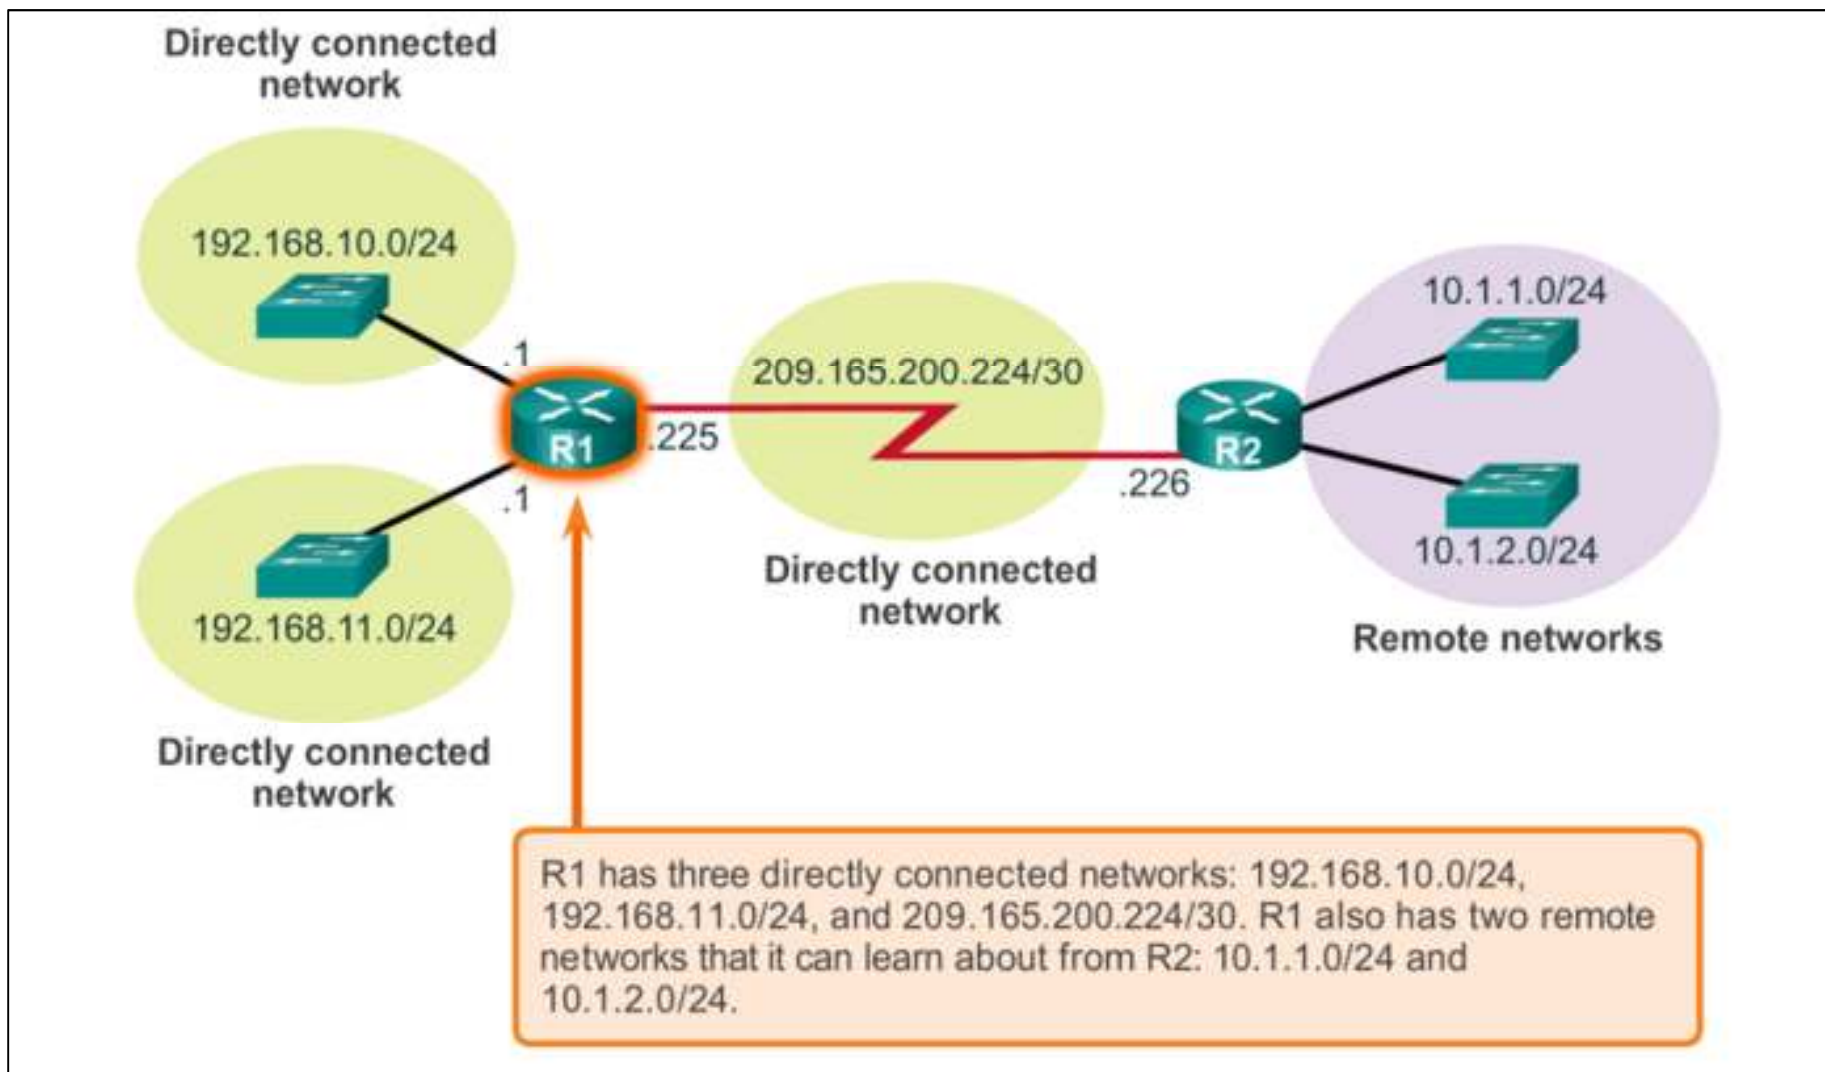 Directly connected
network
192.168.10.0/24
.1
R1
.1
192.168.11.0/24
Directly connected
network
.225
209.165.200.224/30
.226
Directly connected
network
R2
10.1.1.0/24
10.1.2.0/24
Remote networks
R1 has three directly connected networks: 192.168.10.0/24,
192.168.11.0/24, and 209.165.200.224/30. R1 also has two remote
networks that it can learn about from R2: 10.1.1.0/24 and
10.1.2.0/24.